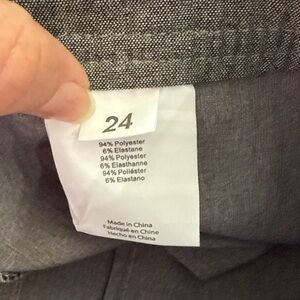 24
94% Polyester
6% Elastane
94% Polyester
6% Elasthanne
94% Poliéster
6% Elastano
Made in China
Fabriqué en Chine
Hecho en China